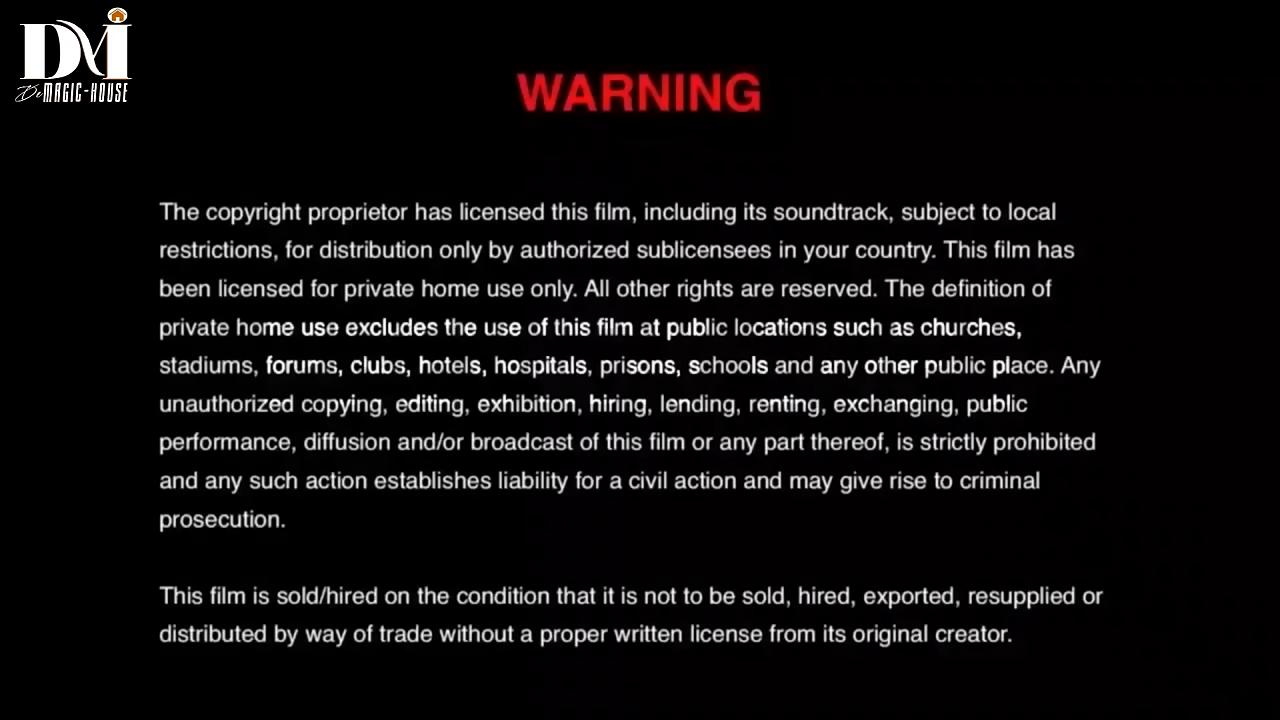 DM
De MAGIC-HOUSE
WARNING
The copyright proprietor has licensed this film, including its soundtrack, subject to local
restrictions, for distribution only by authorized sublicensees in your country. This film has
been licensed for private home use only. All other rights are reserved. The definition of
private home use excludes the use of this film at public locations such as churches,
stadiums, forums, clubs, hotels, hospitals, prisons, schools and any other public place. Any
unauthorized copying, editing, exhibition, hiring, lending, renting, exchanging, public
performance, diffusion and/or broadcast of this film or any part thereof, is strictly prohibited
and any such action establishes liability for a civil action and may give rise to criminal
prosecution.
This film is sold/hired on the condition that it is not to be sold, hired, exported, resupplied or
distributed by way of trade without a proper written license from its original creator.